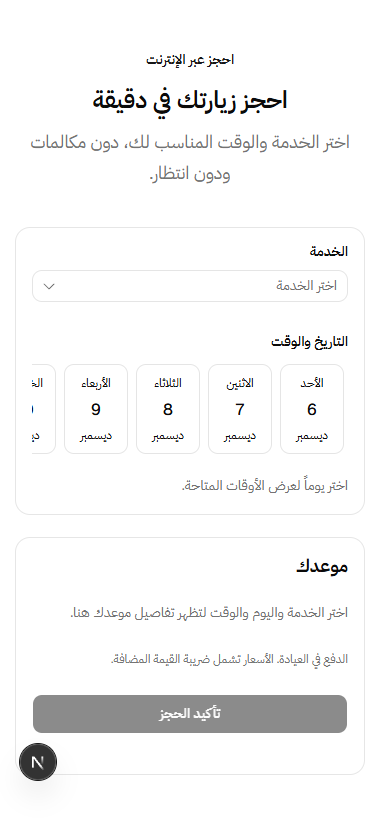 احجز عبر الإنترنت
احجز زيارتك في دقيقة
اختر الخدمة والوقت المناسب لك، دون مكالمات
ودون انتظار.
الخدمة
اختر الخدمة
التاريخ والوقت
الأحد
6
ديسمبر
الاثنين
7
ديسمبر
الثلاثاء
8
ديسمبر
الأربعاء
9
ديسمبر
اختر يوماً لعرض الأوقات المتاحة.
موعدك
اختر الخدمة واليوم والوقت لتظهر تفاصيل موعدك هنا.
الدفع في العيادة. الأسعار تشمل ضريبة القيمة المضافة.
تأكيد الحجز
N